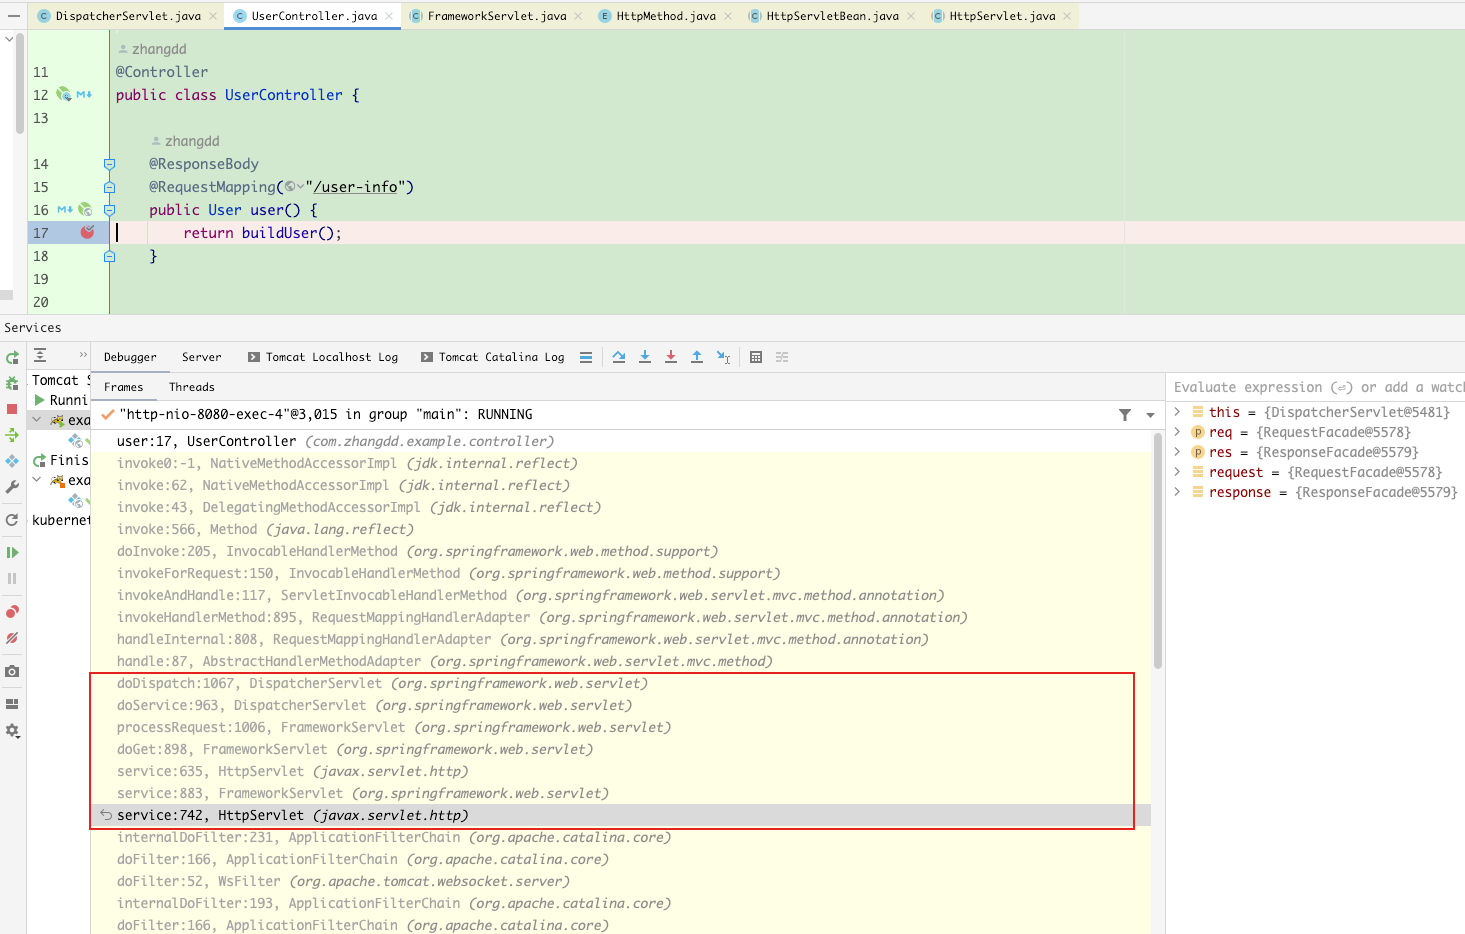 DispatcherServlet.java UserController.java FrameworkServlet.java HttpMethod.java HttpServletBean.java HttpServlet.java
zhangdd
11 @Controller
12 public class UserController {
13
zhangdd
14 @ResponseBody
15 @RequestMapping("/user-info")
16 public User user() {
17 return buildUser();
18 }
19
20
Services
Debugger Server Tomcat Localhost Log Tomcat Catalina Log
Tomcat S
Runni
exa
Finis
exa
kubernet
Frames Threads
"http-nio-8080-exec-4"@3,015 in group "main": RUNNING
user:17, UserController (com.zhangdd.example.controller)
invoke0:-1, NativeMethodAccessorImpl (jdk.internal.reflect)
invoke:62, NativeMethodAccessorImpl (jdk.internal.reflect)
invoke:43, DelegatingMethodAccessorImpl (jdk.internal.reflect)
invoke:566, Method (java.lang.reflect)
doInvoke:205, InvocableHandlerMethod (org.springframework.web.method.support)
invokeForRequest:150, InvocableHandlerMethod (org.springframework.web.method.support)
invokeAndHandle:117, ServletInvocableHandlerMethod (org.springframework.web.servlet.mvc.method.annotation)
invokeHandlerMethod:895, RequestMappingHandlerAdapter (org.springframework.web.servlet.mvc.method.annotation)
handleInternal:808, RequestMappingHandlerAdapter (org.springframework.web.servlet.mvc.method.annotation)
handle:87, AbstractHandlerMethodAdapter (org.springframework.web.servlet.mvc.method)
doDispatch:1067, DispatcherServlet (org.springframework.web.servlet)
doService:963, DispatcherServlet (org.springframework.web.servlet)
processRequest:1006, FrameworkServlet (org.springframework.web.servlet)
doGet:898, FrameworkServlet (org.springframework.web.servlet)
service:635, HttpServlet (javax.servlet.http)
service:883, FrameworkServlet (org.springframework.web.servlet)
service:742, HttpServlet (javax.servlet.http)
internalDoFilter:231, ApplicationFilterChain (org.apache.catalina.core)
doFilter:166, ApplicationFilterChain (org.apache.catalina.core)
doFilter:52, WsFilter (org.apache.tomcat.websocket.server)
internalDoFilter:193, ApplicationFilterChain (org.apache.catalina.core)
doFilter:166, ApplicationFilterChain (org.apache.catalina.core)
Evaluate expression (⏎) or add a watch
this = {DispatcherServlet@5481}
req = {RequestFacade@5578}
res = {ResponseFacade@5579}
request = {RequestFacade@5578}
response = {ResponseFacade@5579}